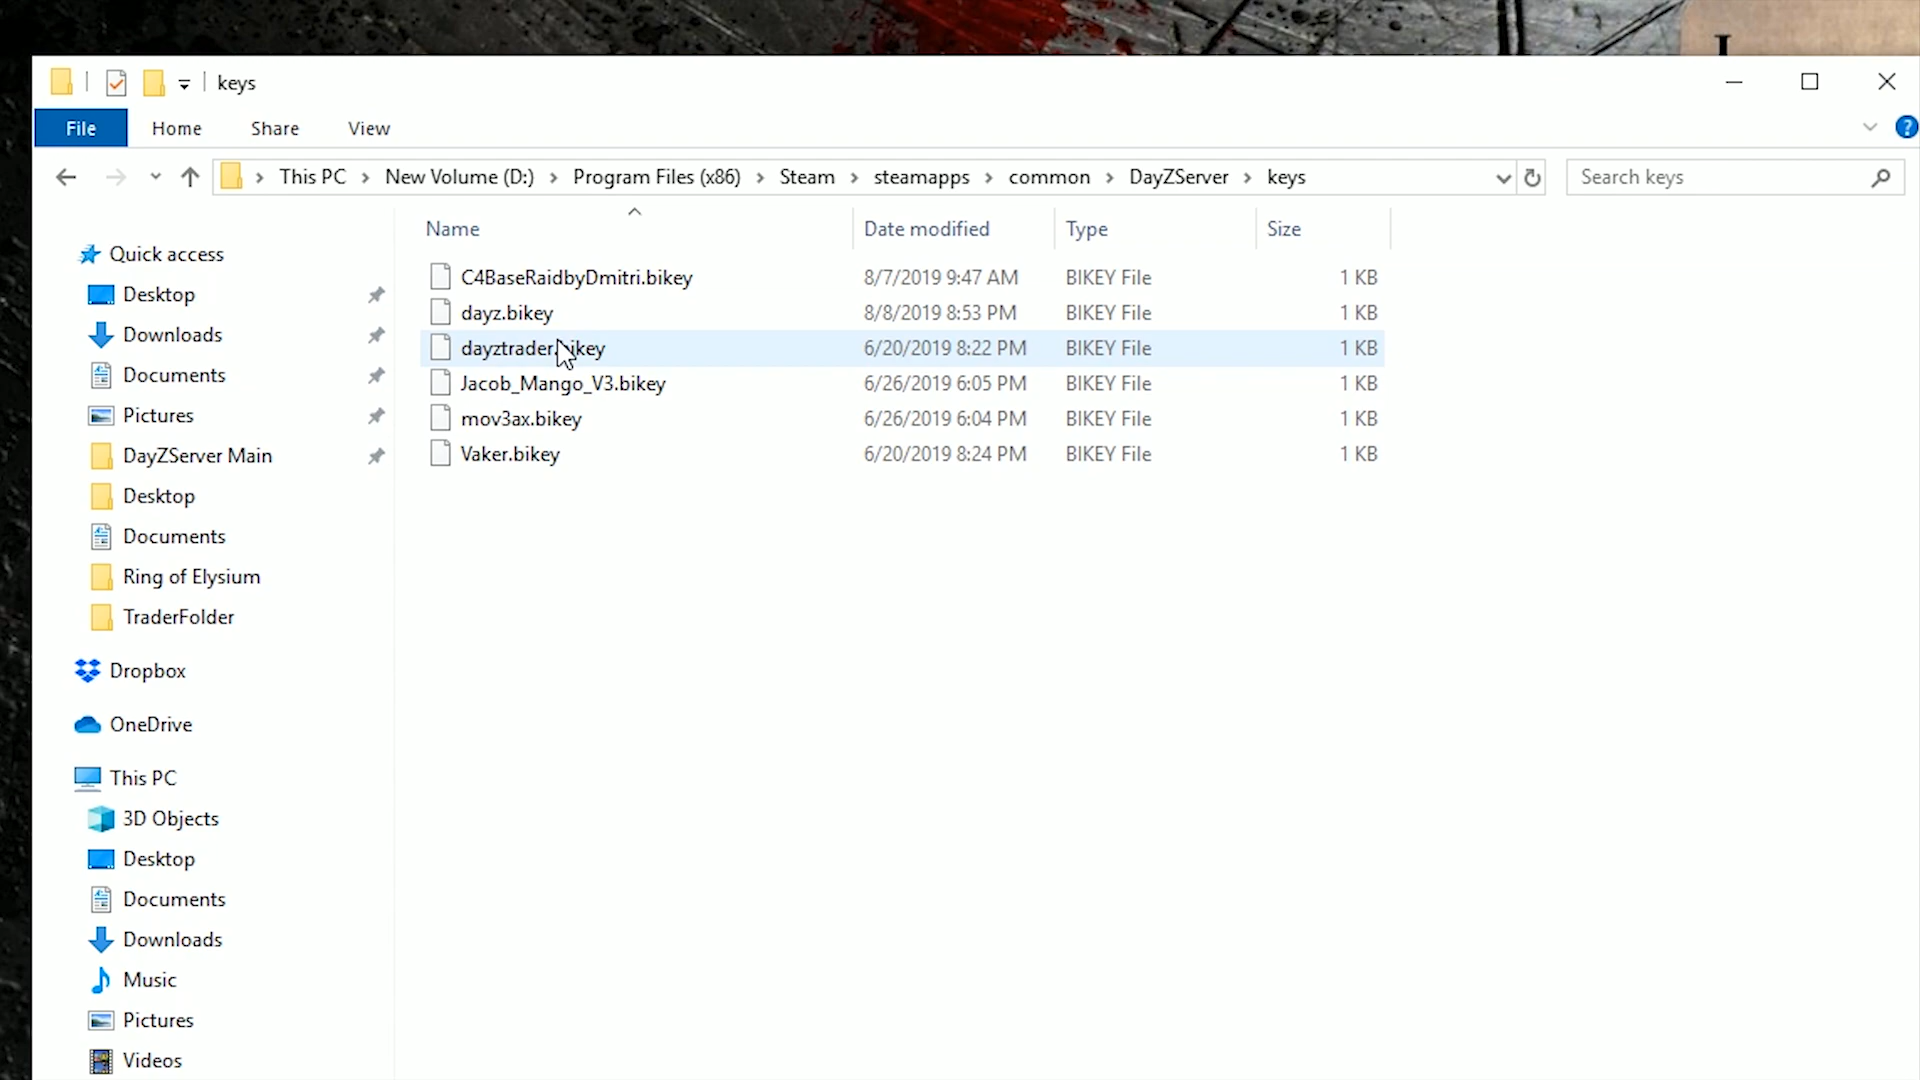 keys
File Home Share View
This PC New Volume (D:) Program Files (x86) Steam steamapps common DayZServer keys
Search keys
Name Date modified Type Size
C4BaseRaidbyDmitri.bikey 8/7/2019 9:47 AM BIKEY File 1 KB
dayz.bikey 8/8/2019 8:53 PM BIKEY File 1 KB
dayztrader.bikey 6/20/2019 8:22 PM BIKEY File 1 KB
Jacob_Mango_V3.bikey 6/26/2019 6:05 PM BIKEY File 1 KB
mov3ax.bikey 6/26/2019 6:04 PM BIKEY File 1 KB
Vaker.bikey 6/20/2019 8:24 PM BIKEY File 1 KB
Quick access
Desktop
Downloads
Documents
Pictures
DayZServer Main
Desktop
Documents
Ring of Elysium
TraderFolder
Dropbox
OneDrive
This PC
3D Objects
Desktop
Documents
Downloads
Music
Pictures
Videos